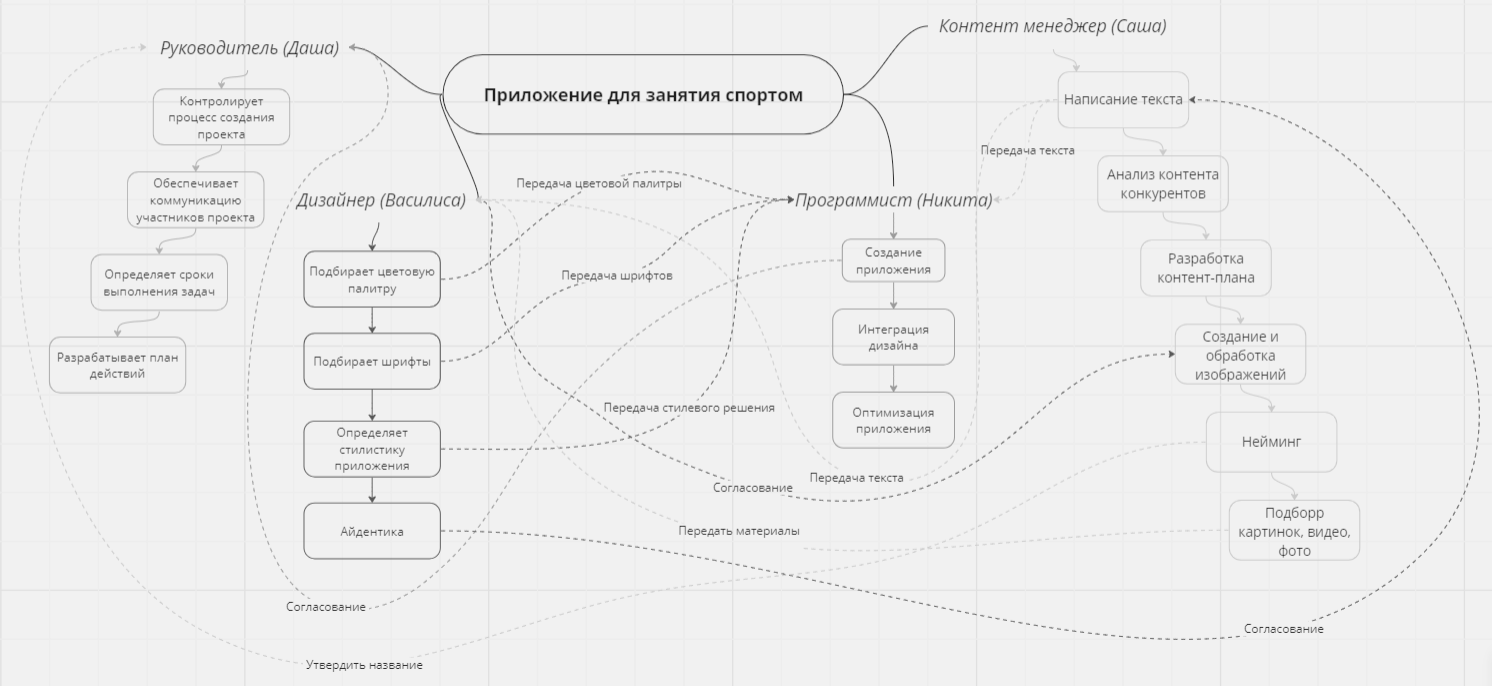 Контент менеджер (Саша)
Руководитель (Даша)
Приложение для занятия спортом
Контролирует
процесс создания
проекта
Обеспечивает
коммуникацию
участников проекта
Определяет сроки
выполнения задач
Разрабатывает план
действий
Дизайнер (Василиса)
Подбирает цветовую
палитру
Подбирает шрифты
Определяет
стилистику
приложения
Айдентика
Передача цветовой палитры
Передача шрифтов
Передача стилевого решения
Согласование
Передача текста
Передать материалы
Программист (Никита)
Создание
приложения
Интеграция
дизайна
Оптимизация
приложения
Передача текста
Написание текста
Анализ контента
конкурентов
Разработка
контент-плана
Создание и
обработка
изображений
Нейминг
Подборр
картинок, видео,
фото
Согласование
Согласование
Утвердить название